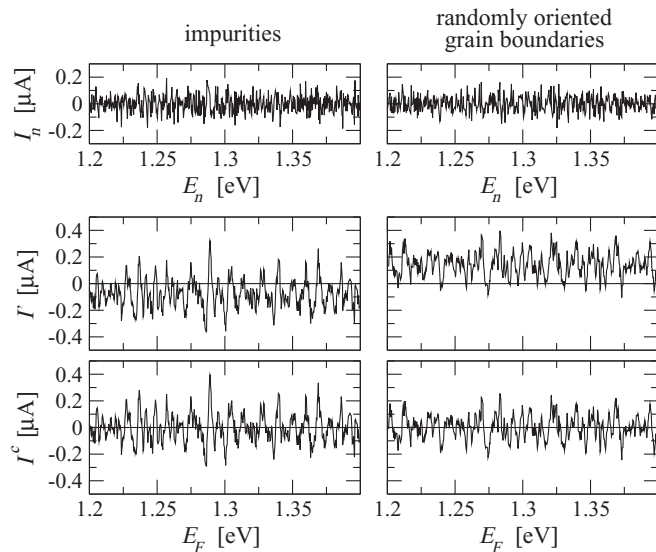 impurities
randomly oriented
grain boundaries
I_n [µA]
0.2
0
-0.2
1.2 1.25 1.3 1.35
1.2 1.25 1.3 1.35
E_n [eV]
E_n [eV]
I' [µA]
0.4
0.2
0
-0.2
-0.4
I^c [µA]
0.4
0.2
0
-0.2
-0.4
1.2 1.25 1.3 1.35
1.2 1.25 1.3 1.35
E_F [eV]
E_F [eV]